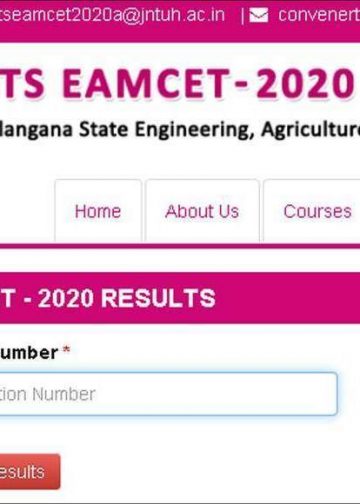 tseamcet2020a@jntuh.ac.in | convenert
TS EAMCET-2020
langana State Engineering, Agriculture
Home About Us Courses
T - 2020 RESULTS
umber *
tion Number
esults